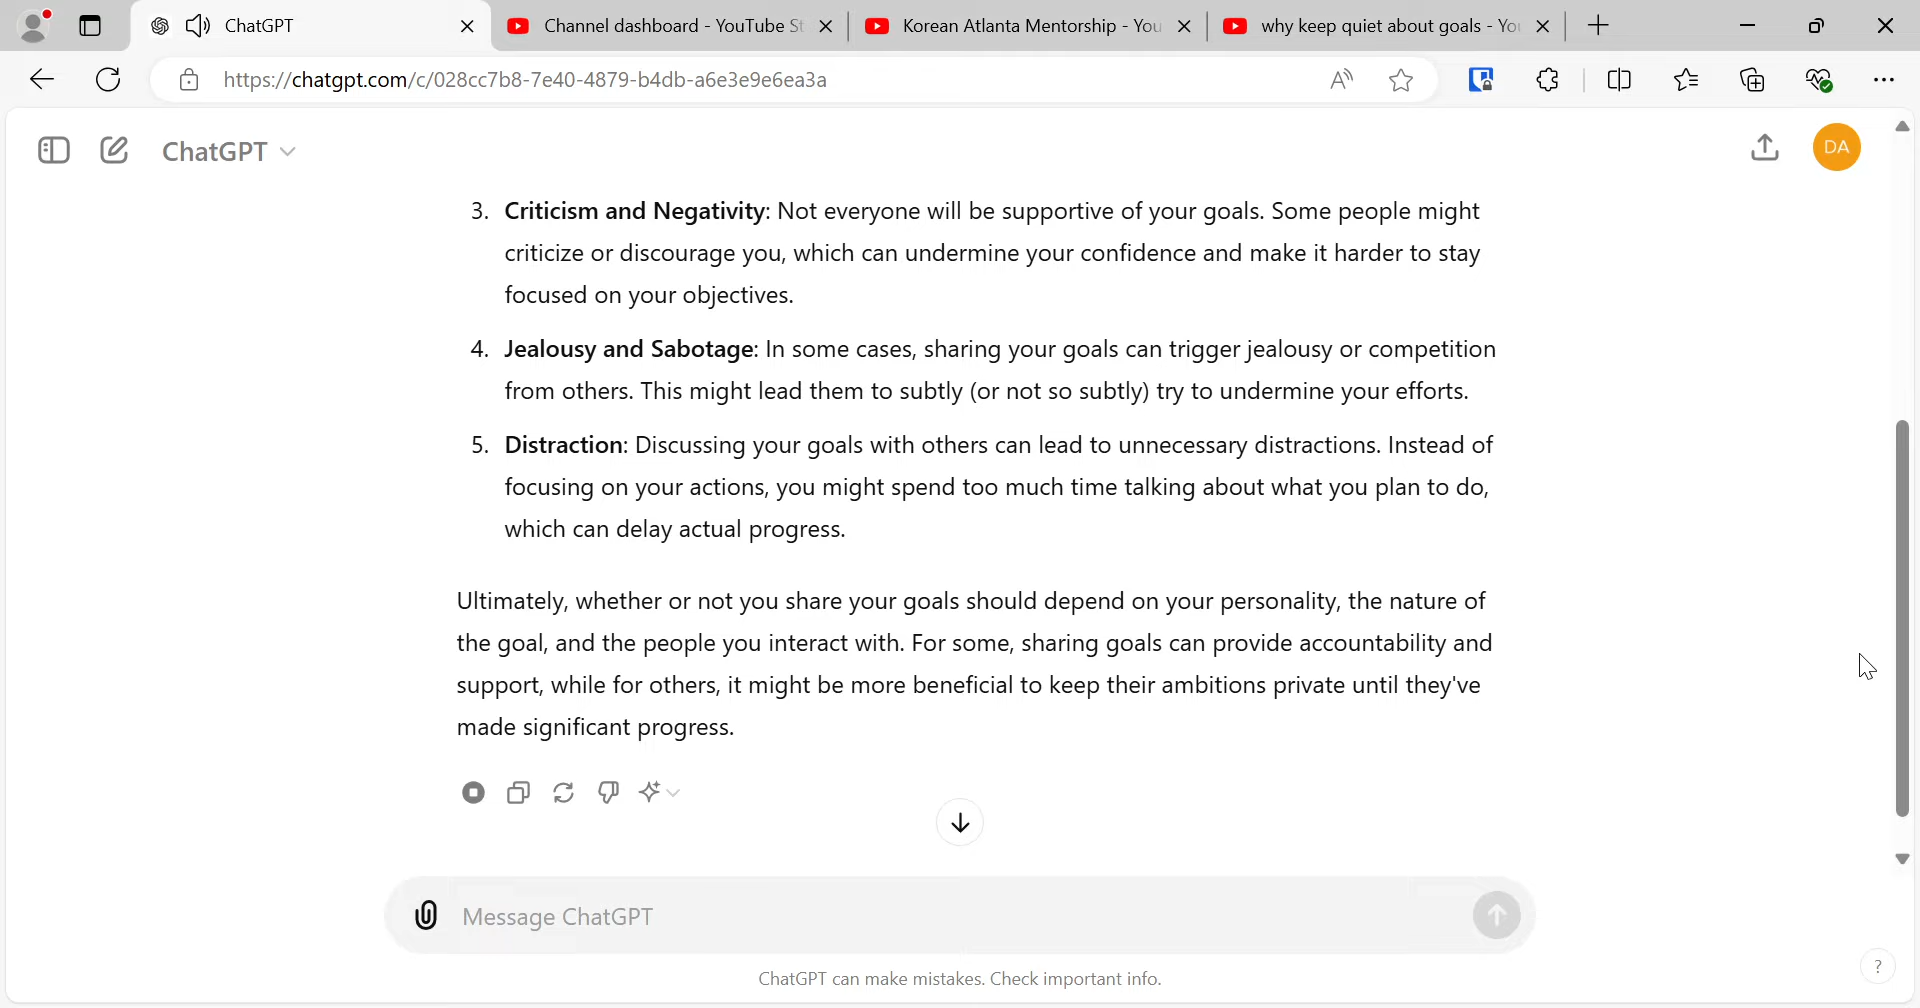 ChatGPT
Channel dashboard - YouTube St
Korean Atlanta Mentorship - You
why keep quiet about goals - You
https://chatgpt.com/c/028cc7b8-7e40-4879-b4db-a6e3e9e6ea3a
ChatGPT
DA
3. Criticism and Negativity: Not everyone will be supportive of your goals. Some people might
criticize or discourage you, which can undermine your confidence and make it harder to stay
focused on your objectives.
4. Jealousy and Sabotage: In some cases, sharing your goals can trigger jealousy or competition
from others. This might lead them to subtly (or not so subtly) try to undermine your efforts.
5. Distraction: Discussing your goals with others can lead to unnecessary distractions. Instead of
focusing on your actions, you might spend too much time talking about what you plan to do,
which can delay actual progress.
Ultimately, whether or not you share your goals should depend on your personality, the nature of
the goal, and the people you interact with. For some, sharing goals can provide accountability and
support, while for others, it might be more beneficial to keep their ambitions private until they've
made significant progress.
Message ChatGPT
ChatGPT can make mistakes. Check important info.
?